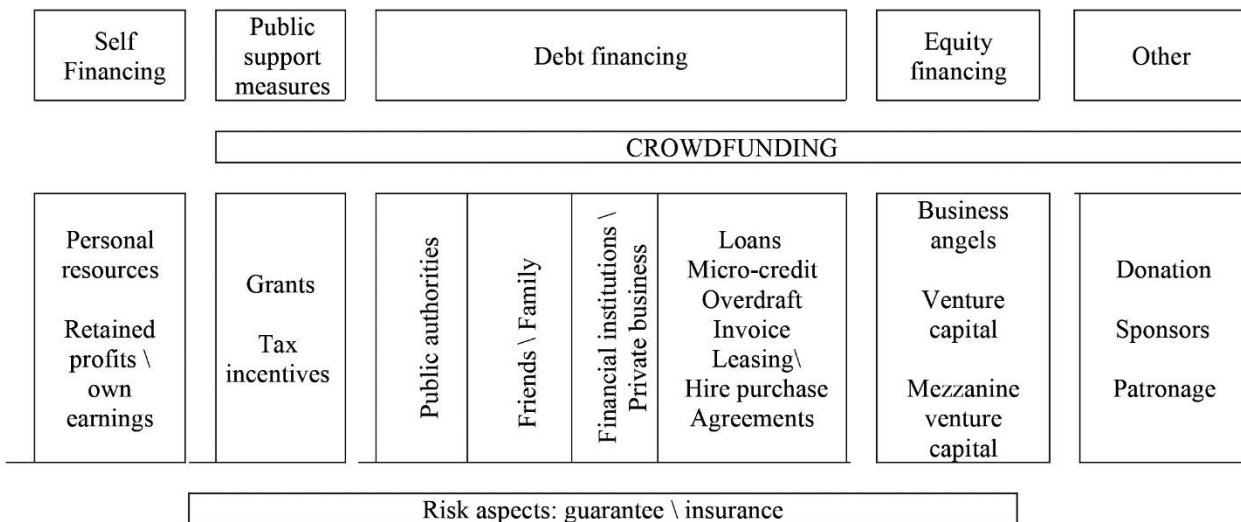 Self
Financing
Public
support
measures
Debt financing
Equity
financing
Other
CROWDFUNDING
Personal
resources
Retained
profits \
own
earnings
Grants
Tax
incentives
Public authorities
Friends \ Family
Financial institutions \
Private business
Loans
Micro-credit
Overdraft
Invoice
Leasing\
Hire purchase
Agreements
Business
angels
Venture
capital
Mezzanine
venture
capital
Donation
Sponsors
Patronage
Risk aspects: guarantee \ insurance